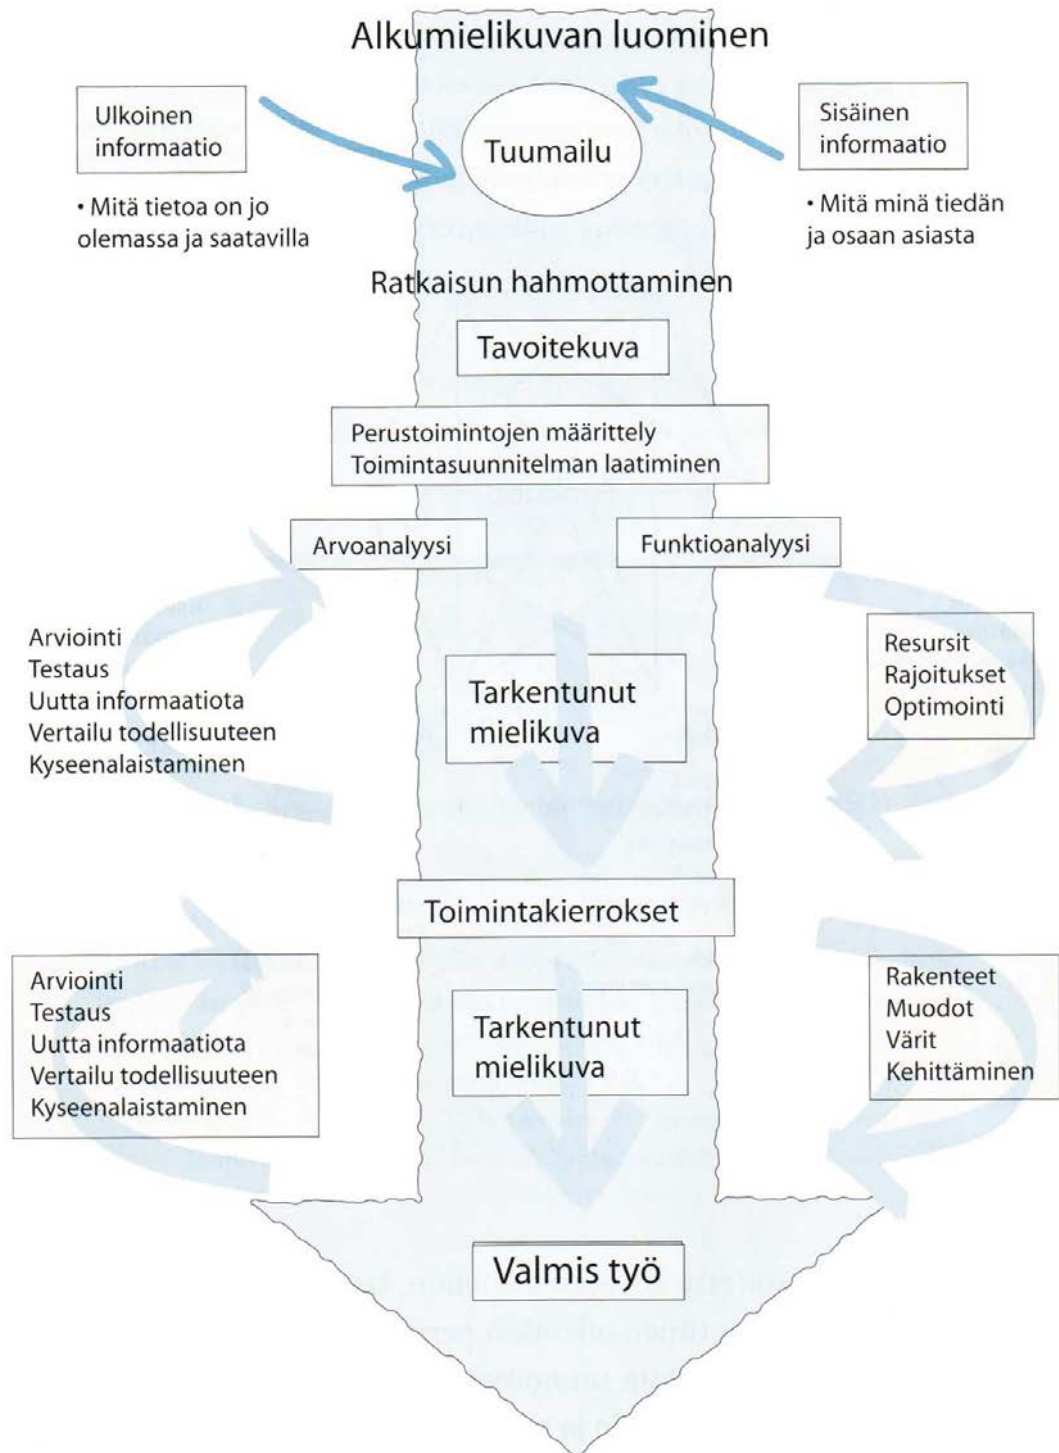 Alkumielikuvan luominen
Ulkoinen
informaatio
Tuumailu
Sisäinen
informaatio
• Mitä tietoa on jo
olemassa ja saatavilla
• Mitä minä tiedän
ja osaan asiasta
Ratkaisun hahmottaminen
Tavoitekuva
Perustoimintojen määrittely
Toimintasuunnitelman laatiminen
Arvoanalyysi
Funktioanalyysi
Arviointi
Testaus
Uutta informaatiota
Vertailu todellisuuteen
Kyseenalaistaminen
Tarkentunut
mielikuva
Resursit
Rajoitukset
Optimointi
Toimintakierrokset
Arviointi
Testaus
Uutta informaatiota
Vertailu todellisuuteen
Kyseenalaistaminen
Tarkentunut
mielikuva
Rakenteet
Muodot
Värit
Kehittäminen
Valmis työ